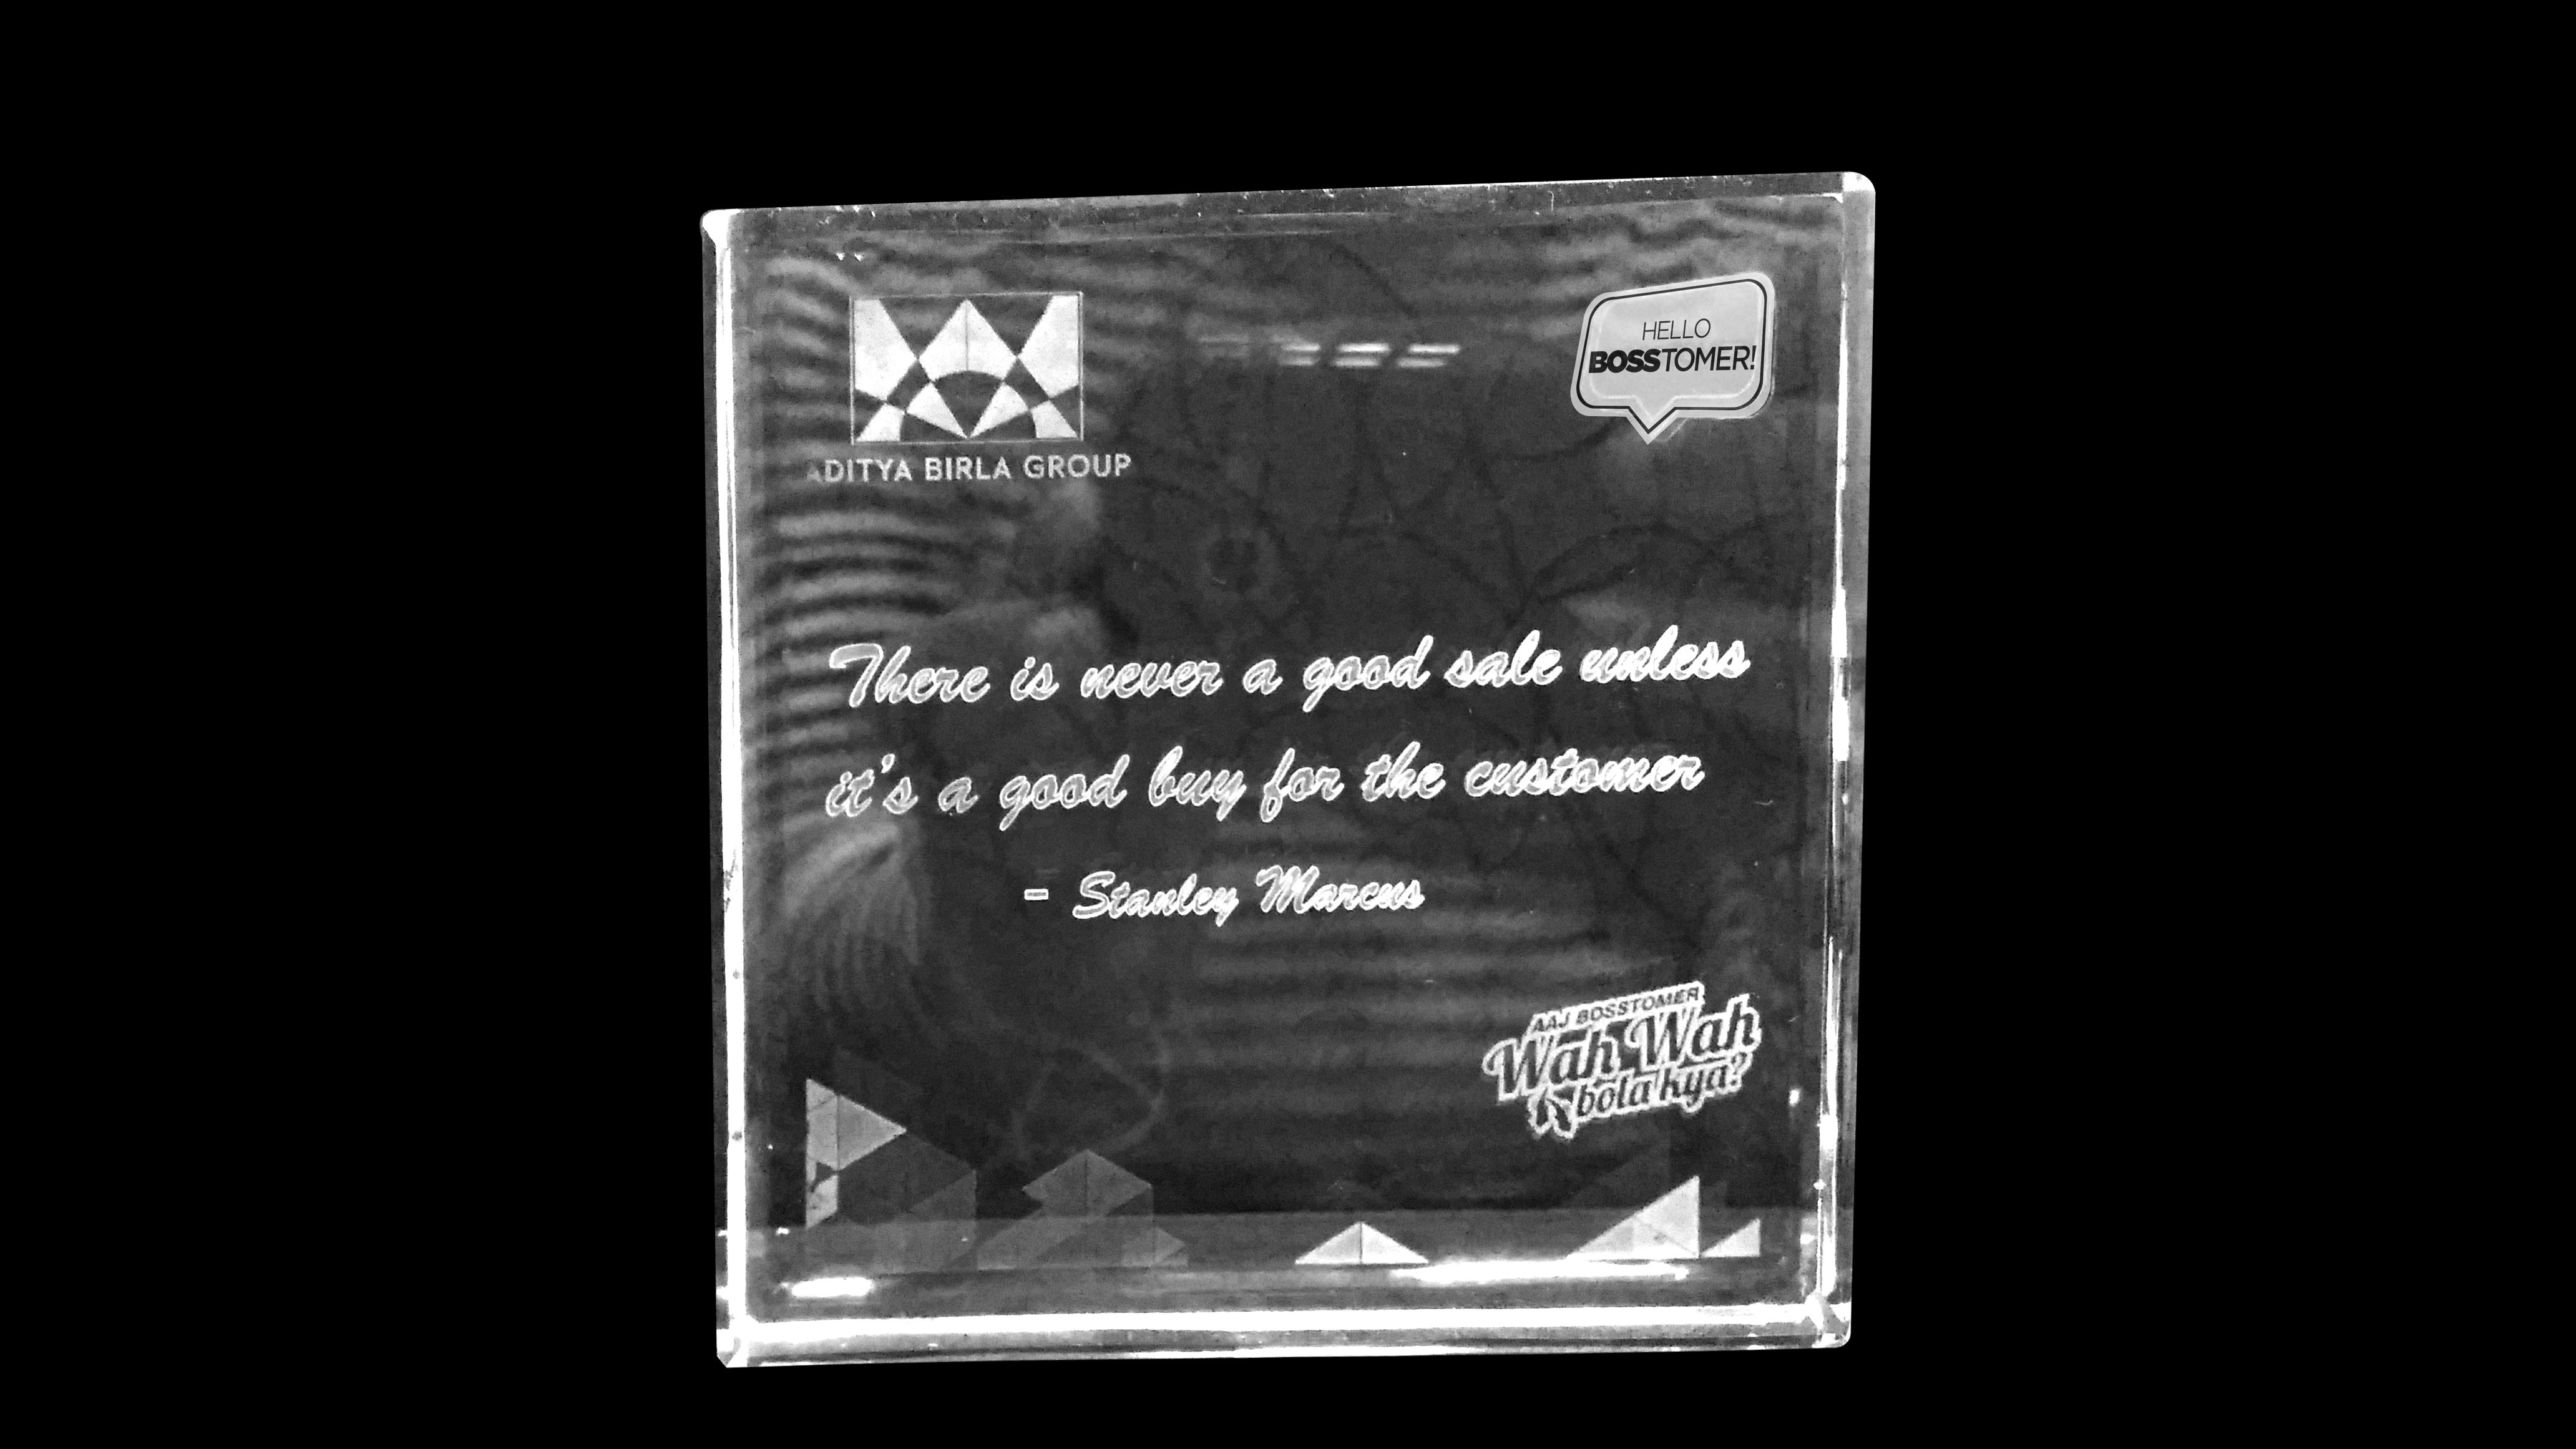 ADITYA BIRLA GROUP
HELLO
BOSSTOMER!
There is never a good sale unless
it's a good buy for the customer
- Stanley Marcus
AAJ BOSSTOMER
Wah Wah
bola kya?